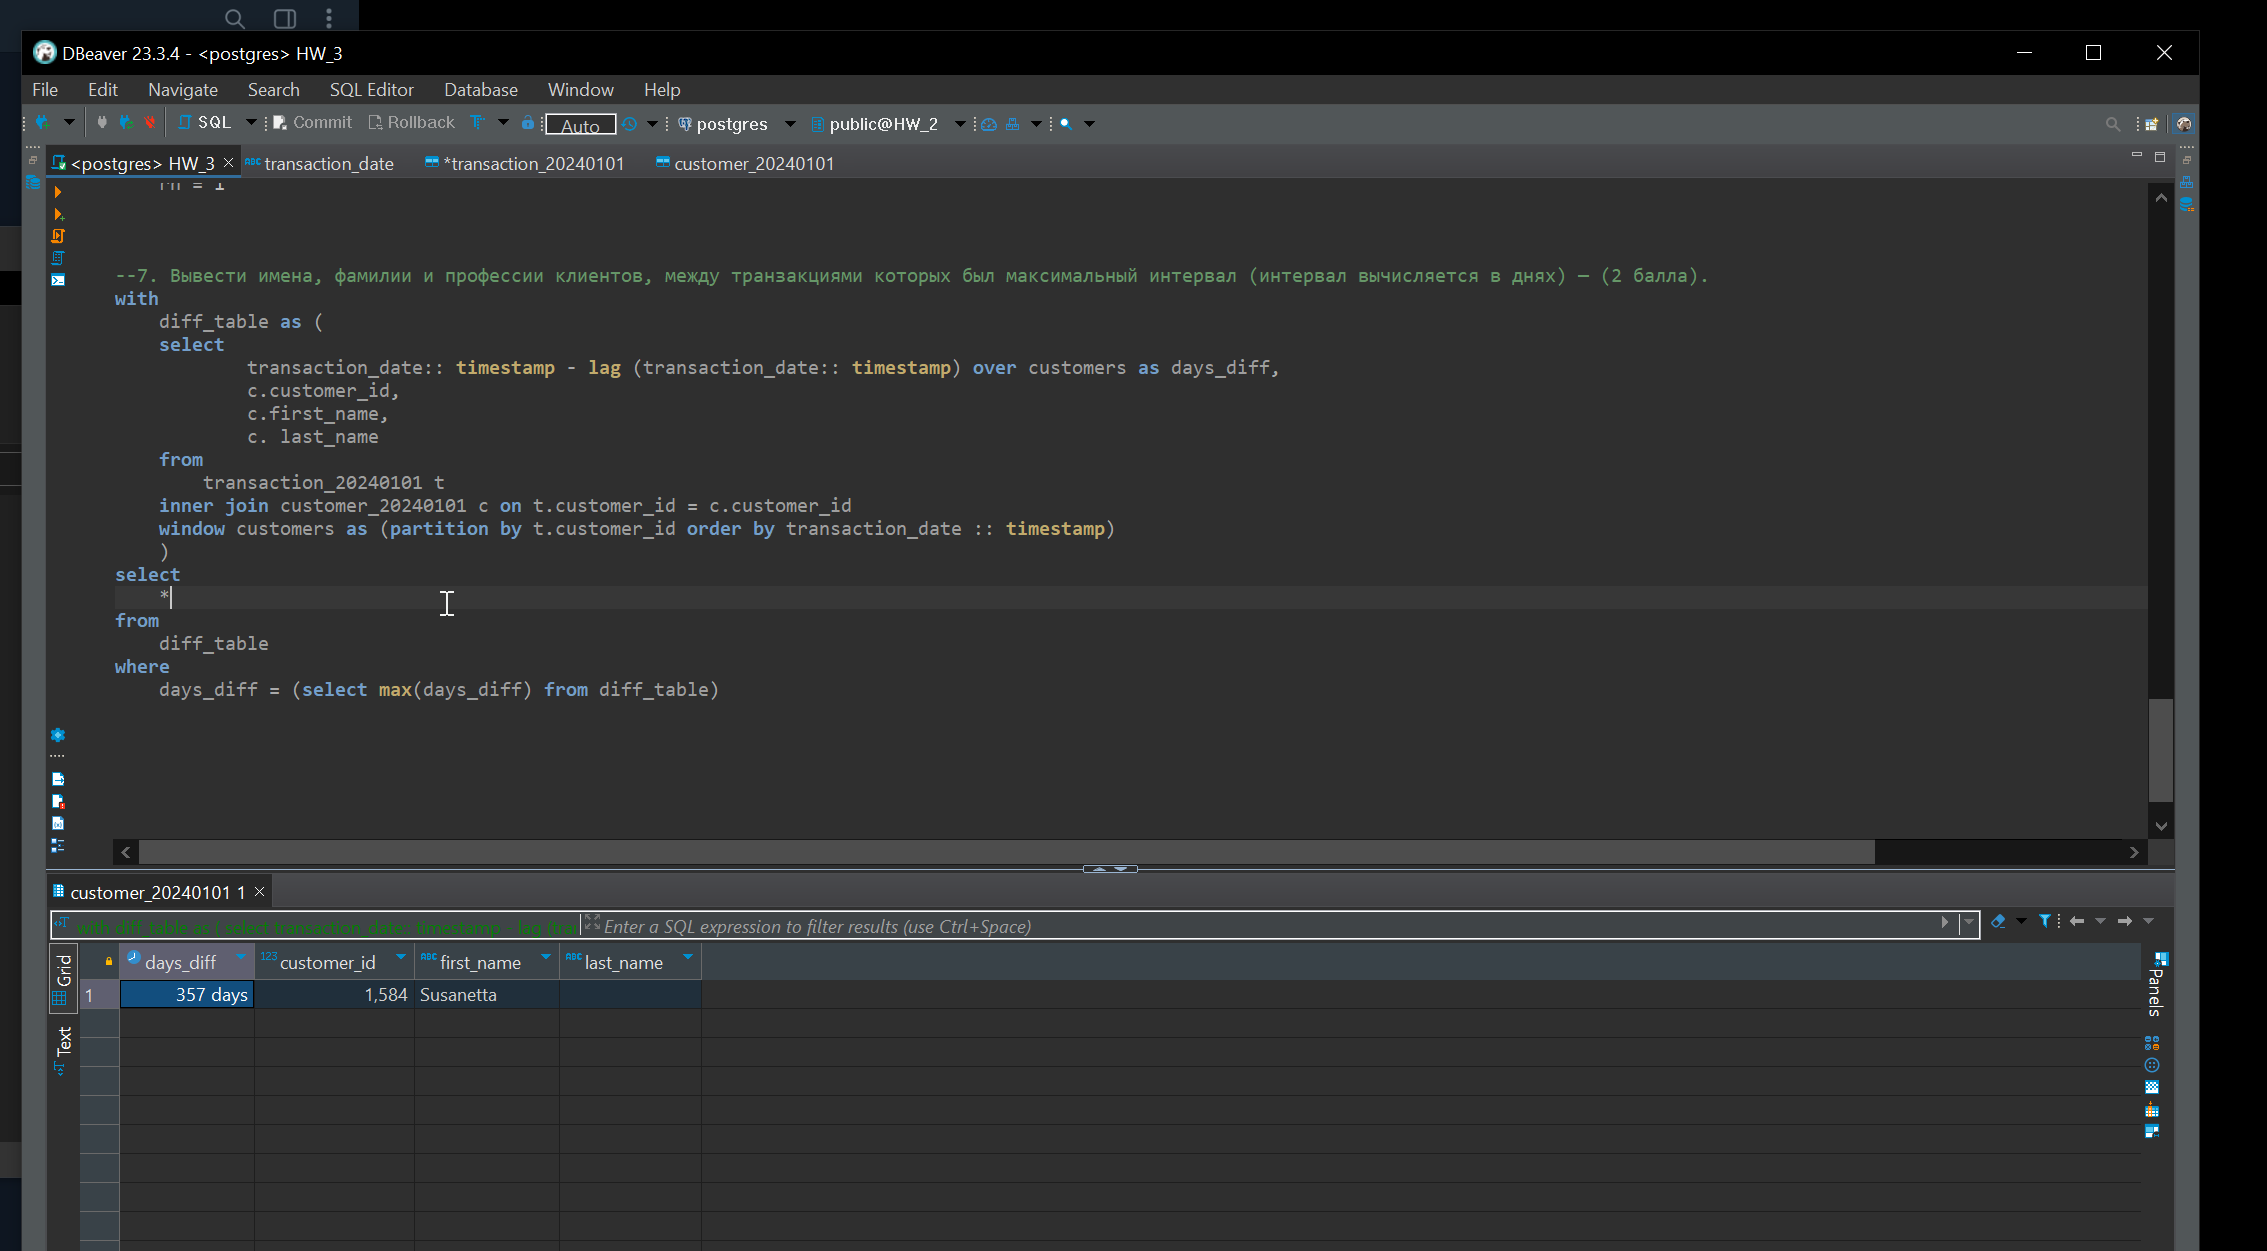 DBeaver 23.3.4 - <postgres> HW_3
File Edit Navigate Search SQL Editor Database Window Help
SQL Commit Rollback Auto postgres public@HW_2
<postgres> HW_3 transaction_date *transaction_20240101 customer_20240101
rn = 1
--7. Вывести имена, фамилии и профессии клиентов, между транзакциями которых был максимальный интервал (интервал вычисляется в днях) — (2 балла).
with
diff_table as (
select
transaction_date:: timestamp - lag (transaction_date:: timestamp) over customers as days_diff,
c.customer_id,
c.first_name,
c. last_name
from
transaction_20240101 t
inner join customer_20240101 c on t.customer_id = c.customer_id
window customers as (partition by t.customer_id order by transaction_date :: timestamp)
)
select
*
from
diff_table
where
days_diff = (select max(days_diff) from diff_table)
customer_20240101 1
with diff_table as ( select transaction_date:: timestamp - lag (tra Enter a SQL expression to filter results (use Ctrl+Space)
Grid
Text
Panels
days_diff 123 customer_id ABC first_name ABC last_name
1 357 days 1,584 Susanetta